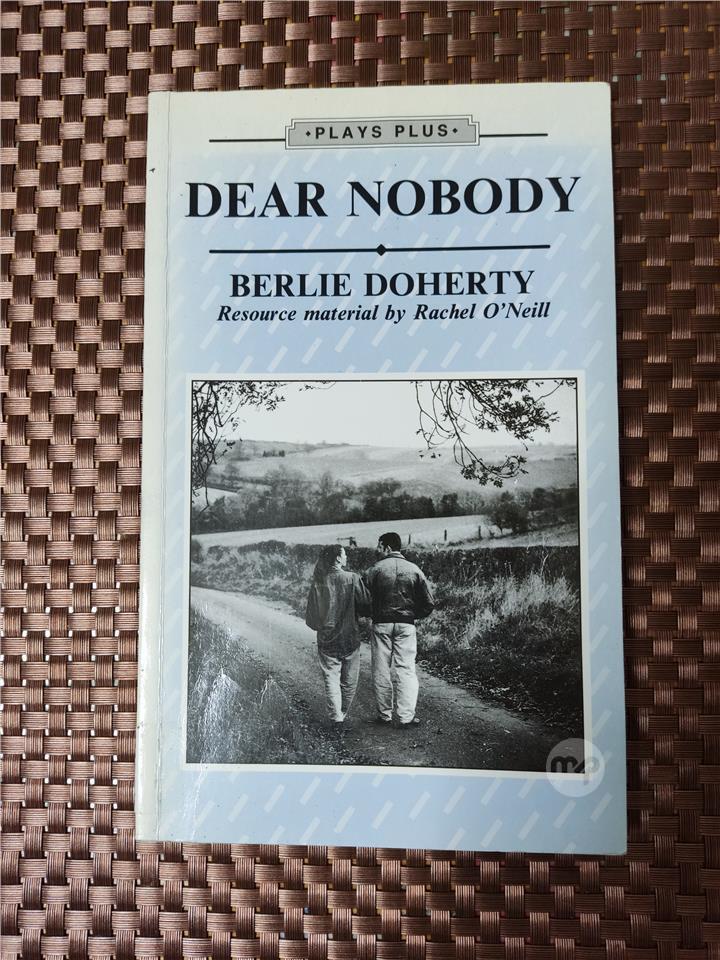 PLAYS PLUS
DEAR NOBODY
BERLIE DOHERTY
Resource material by Rachel O'Neill